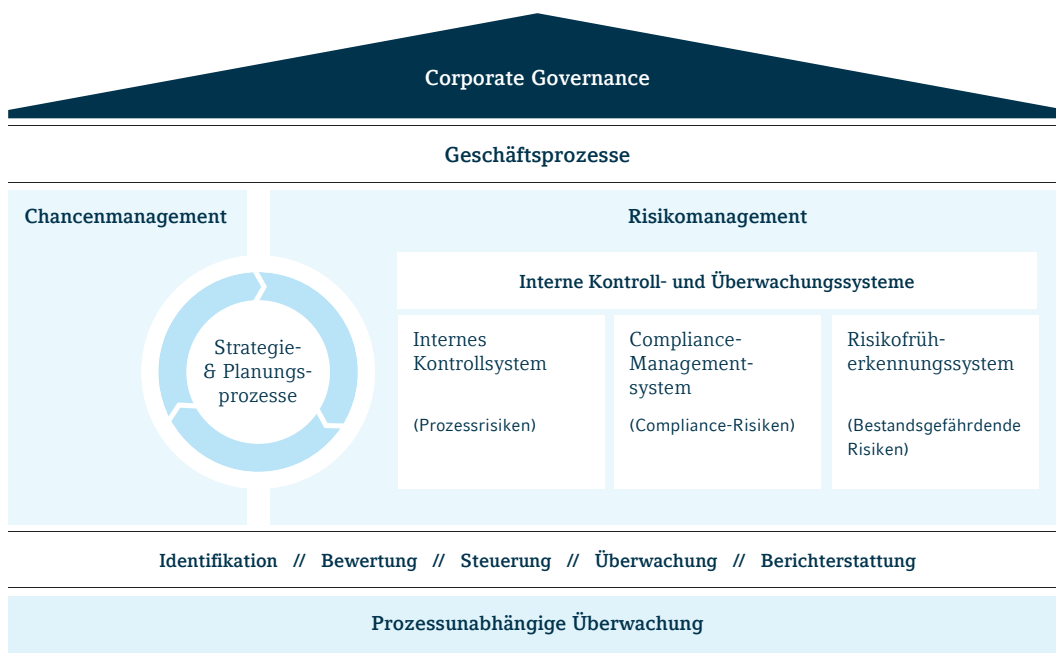 Corporate Governance
Geschäftsprozesse
Chancenmanagement
Risikomanagement
Strategie-
& Planungs-
prozesse
Interne Kontroll- und Überwachungssysteme
Internes
Kontrollsystem
(Prozessrisiken)
Compliance-
Management-
system
(Compliance-Risiken)
Risikofrüh-
erkennungssystem
(Bestandsgefährdende
Risiken)
Identifikation // Bewertung // Steuerung // Überwachung // Berichterstattung
Prozessunabhängige Überwachung